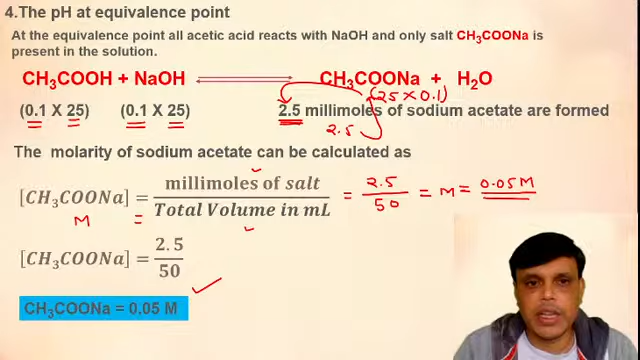 4.The pH at equivalence point
At the equivalence point all acetic acid reacts with NaOH and only salt CH₃COONa is
present in the solution.
CH₃COOH + NaOH ⇌ CH₃COONa + H₂O
(25 × 0.1)
(0.1 X 25) (0.1 X 25) 2.5 millimoles of sodium acetate are formed
2.5
The molarity of sodium acetate can be calculated as
[CH₃COONa] = millimoles of salt / Total Volume in mL = 2.5 / 50 = M = 0.05 M
M =
[CH₃COONa] = 2.5 / 50
CH₃COONa = 0.05 M